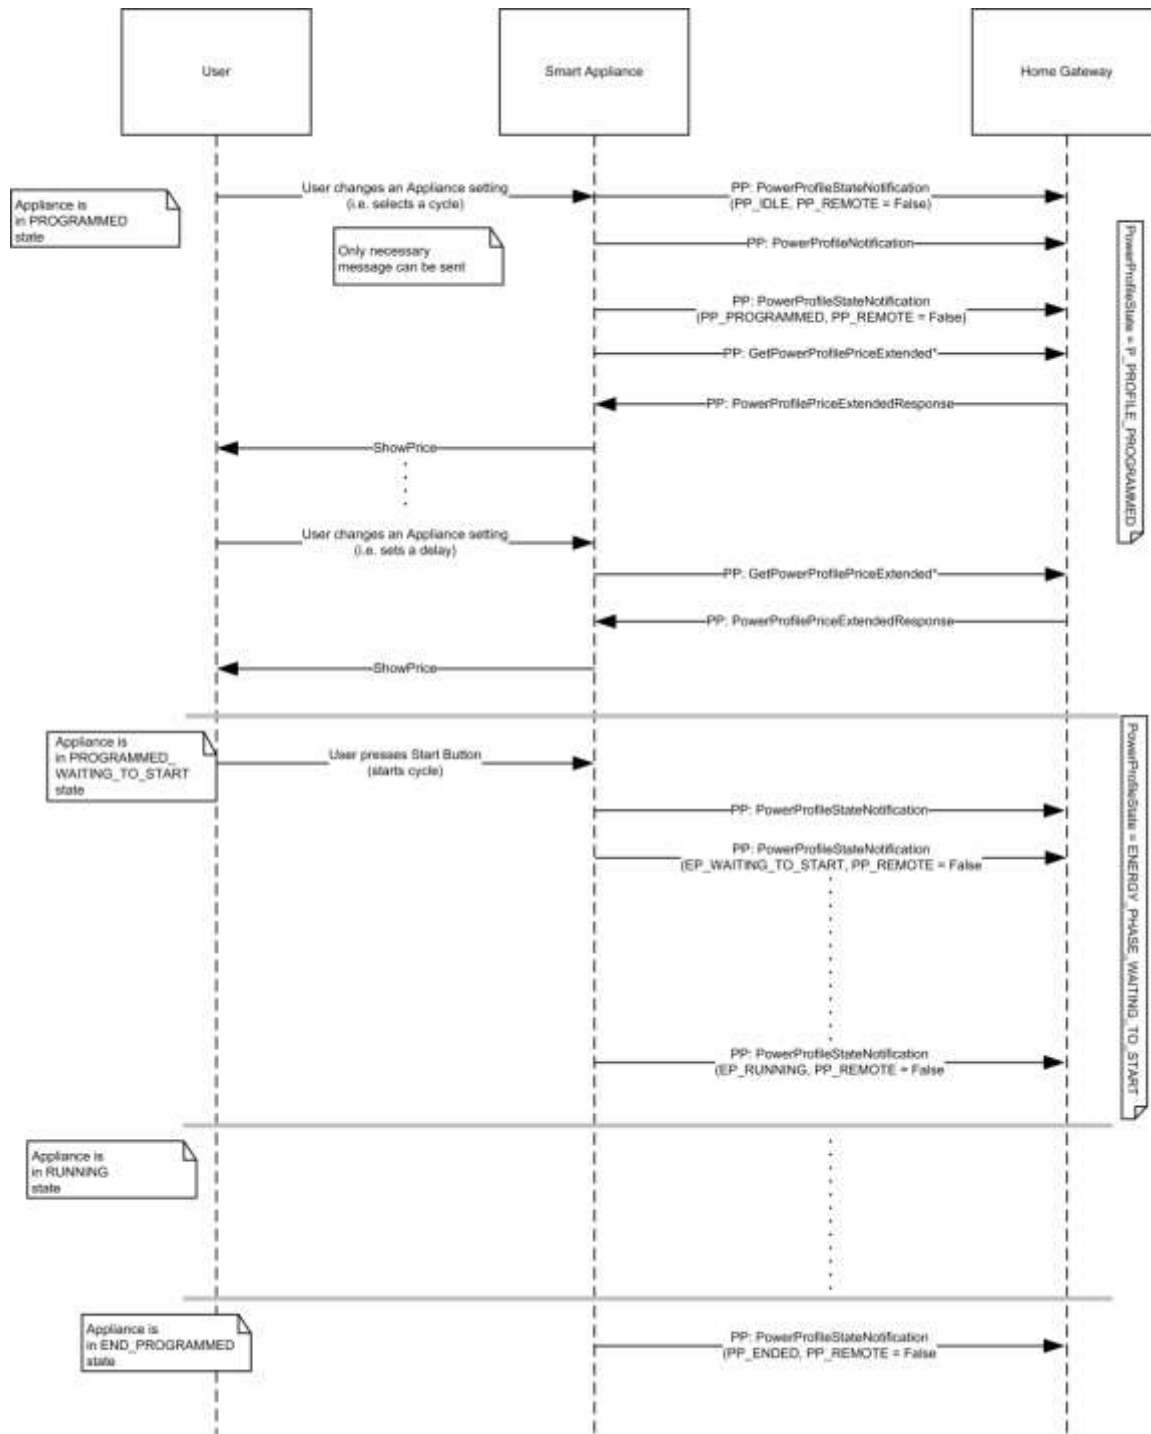 User
Smart Appliance
Home Gateway
Appliance is
in PROGRAMMED
state
User changes an Appliance setting
(i.e. selects a cycle)
PP: PowerProfileStateNotification
(PP_IDLE, PP_REMOTE = False)
Only necessary
message can be sent
PP: PowerProfileNotification
PP: PowerProfileStateNotification
(PP_PROGRAMMED, PP_REMOTE = False)
PP: GetPowerProfilePriceExtended*
PP: PowerProfilePriceExtendedResponse
ShowPrice
PowerProfileState = P_PROFILE_PROGRAMMED
User changes an Appliance setting
(i.e. sets a delay)
PP: GetPowerProfilePriceExtended*
PP: PowerProfilePriceExtendedResponse
ShowPrice
Appliance is
in PROGRAMMED_
WAITING_TO_START
state
User presses Start Button
(starts cycle)
PP: PowerProfileStateNotification
PP: PowerProfileStateNotification
(EP_WAITING_TO_START, PP_REMOTE = False
PowerProfileState = ENERGY_PHASE_WAITING_TO_START
PP: PowerProfileStateNotification
(EP_RUNNING, PP_REMOTE = False
Appliance is
in RUNNING
state
Appliance is
in END_PROGRAMMED
state
PP: PowerProfileStateNotification
(PP_ENDED, PP_REMOTE = False